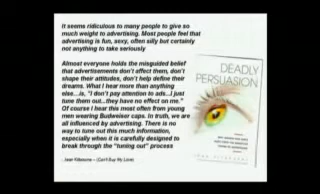 It seems ridiculous to many people to give so
much weight to advertising. Most people feel that
advertising is fun, sexy, often silly but certainly
not anything to take seriously
Almost everyone holds the misguided belief
that advertisements don't affect them, don't
shape their attitudes, don't help define their
dreams. What I hear more than anything
else…is, "I don't pay attention to ads…I just
tune them out…they have no effect on me."
Of course I hear this most often from young
men wearing Budweiser caps. In truth, we are
all influenced by advertising. There is no
way to tune out this much information,
especially when it is carefully designed to
break through the "tuning out" process
- Jean Kilbourne - (Can't Buy My Love)
DEADLY
PERSUASION